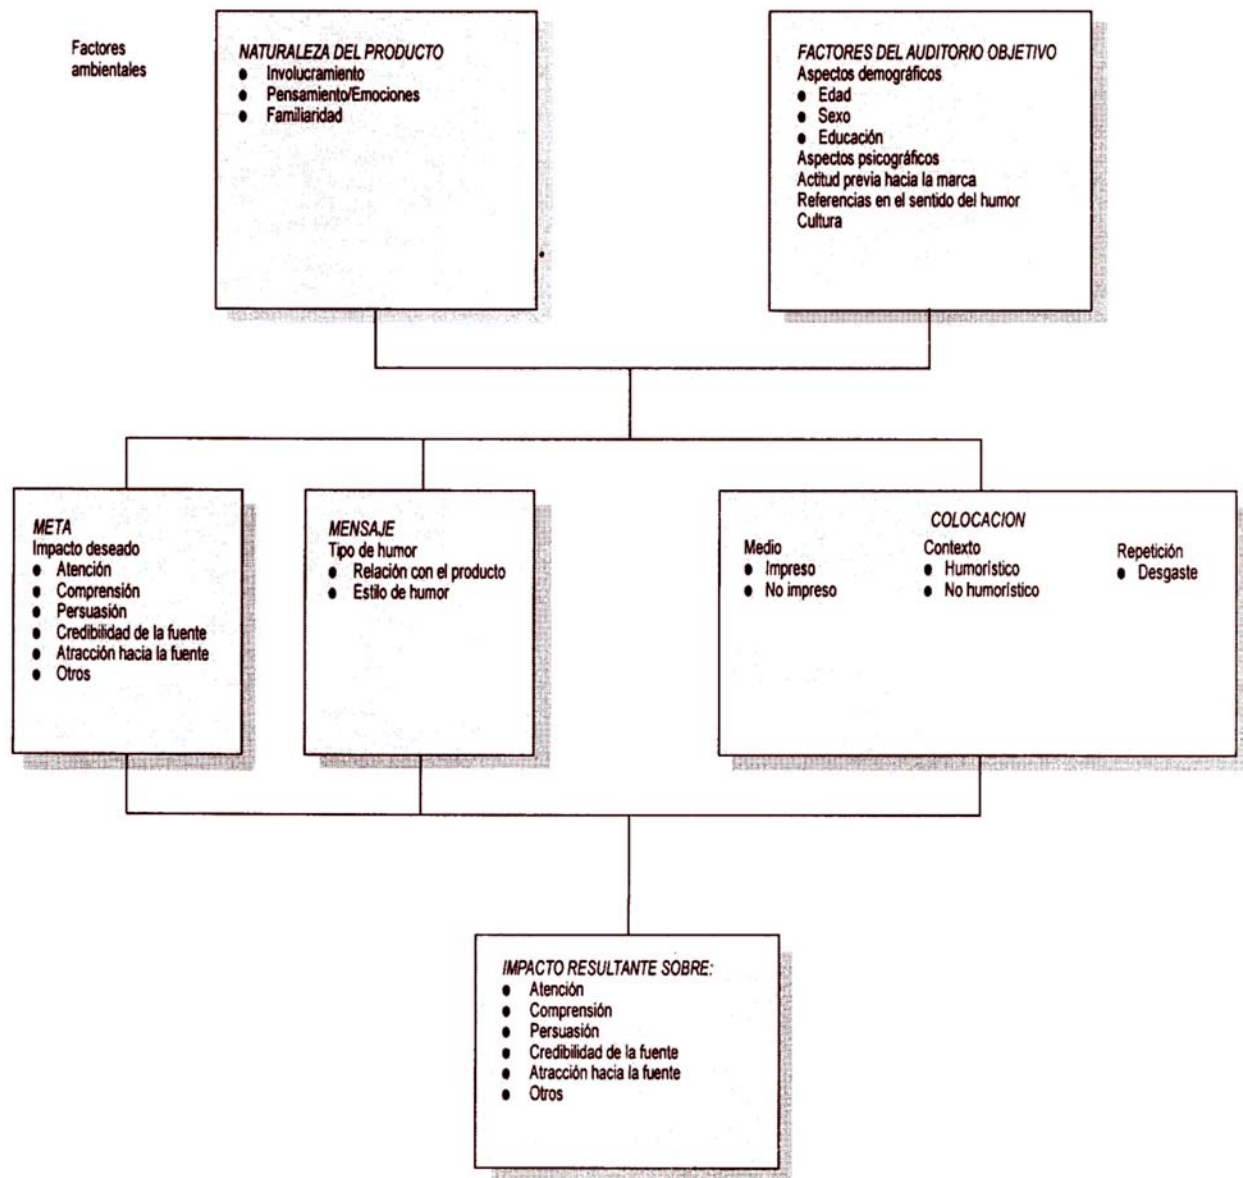 Factores
ambientales
NATURALEZA DEL PRODUCTO
● Involucramiento
● Pensamiento/Emociones
● Familiaridad
FACTORES DEL AUDITORIO OBJETIVO
Aspectos demográficos
● Edad
● Sexo
● Educación
Aspectos psicográficos
Actitud previa hacia la marca
Referencias en el sentido del humor
Cultura
META
Impacto deseado
● Atención
● Comprensión
● Persuasión
● Credibilidad de la fuente
● Atracción hacia la fuente
● Otros
MENSAJE
Tipo de humor
● Relación con el producto
● Estilo de humor
COLOCACION
Medio
● Impreso
● No impreso
Contexto
● Humorístico
● No humorístico
Repetición
● Desgaste
IMPACTO RESULTANTE SOBRE:
● Atención
● Comprensión
● Persuasión
● Credibilidad de la fuente
● Atracción hacia la fuente
● Otros